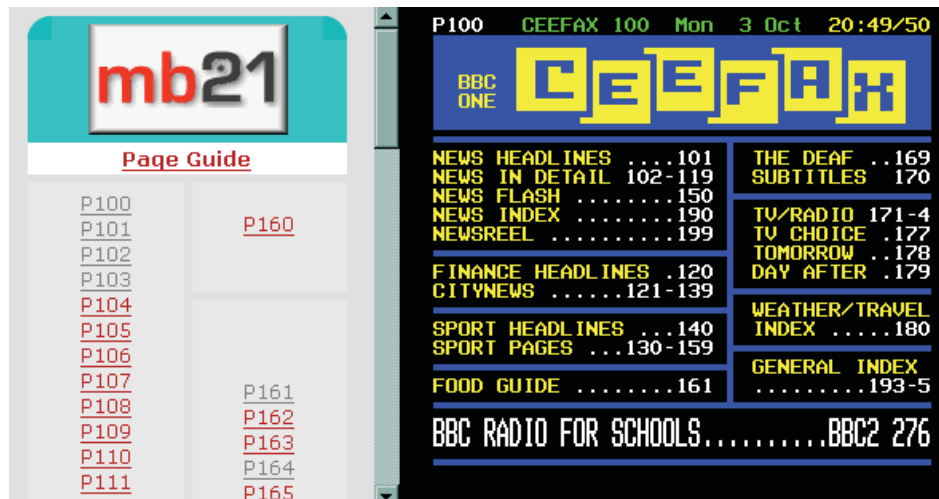 mb21
Page Guide
P100
P101
P102
P103
P104
P105
P106
P107
P108
P109
P110
P111
P160
P161
P162
P163
P164
P165
P100 CEEFAX 100 Mon 3 Oct 20:49/50
BBC
ONE
CEEFAX
NEWS HEADLINES ....101
NEWS IN DETAIL 102-119
NEWS FLASH ........150
NEWS INDEX ........190
NEWSREEL ..........199
FINANCE HEADLINES .120
CITYNEWS ......121-139
SPORT HEADLINES ...140
SPORT PAGES ...130-159
FOOD GUIDE ........161
THE DEAF ..169
SUBTITLES 170
TV/RADIO 171-4
TV CHOICE .177
TOMORROW ..178
DAY AFTER .179
WEATHER/TRAVEL
INDEX .....180
GENERAL INDEX
.........193-5
BBC RADIO FOR SCHOOLS..........BBC2 276